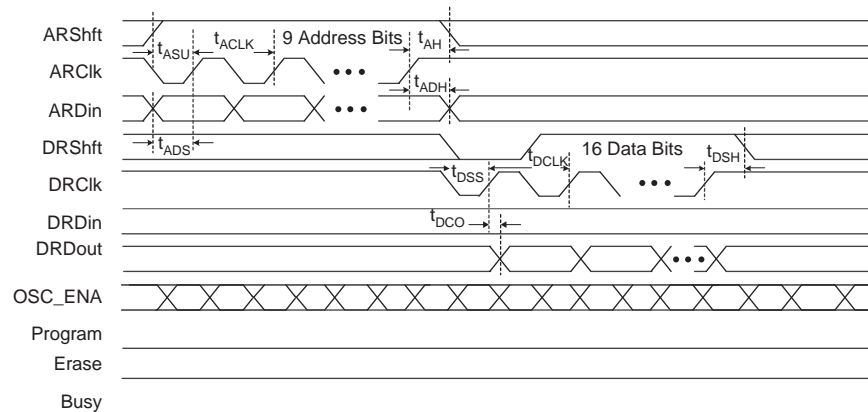 ARShft
tASU
tACLK
9 Address Bits
tAH
ARClk
tADH
ARDin
tADS
DRShft
tDCLK
16 Data Bits
tDSS
tDSH
DRClk
DRDin
tDCO
DRDout
OSC_ENA
Program
Erase
Busy